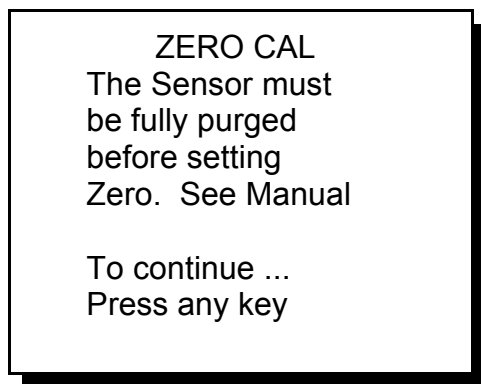 ZERO CAL
The Sensor must
be fully purged
before setting
Zero.  See Manual
To continue ...
Press any key